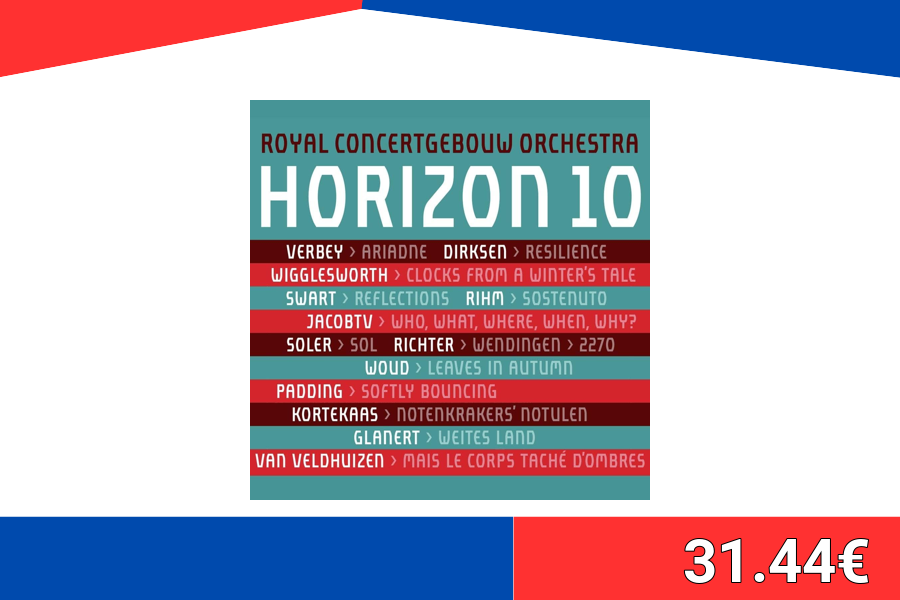 ROYAL CONCERTGEBOUW ORCHESTRA
HORIZON 10
VERBEY > ARIADNE DIRKSEN > RESILIENCE
WIGGLESWORTH > CLOCKS FROM A WINTER'S TALE
SWART > REFLECTIONS RIHM > SOSTENUTO
JACOBTV > WHO, WHAT, WHERE, WHEN, WHY?
SOLER > SOL RICHTER > WENDINGEN > 2270
WOUD > LEAVES IN AUTUMN
PADDING > SOFTLY BOUNCING
KORTEKAAS > NOTENKRAKERS' NOTULEN
GLANERT > WEITES LAND
VAN VELDHUIZEN > MAIS LE CORPS TACHÉ D'OMBRES
31.44€